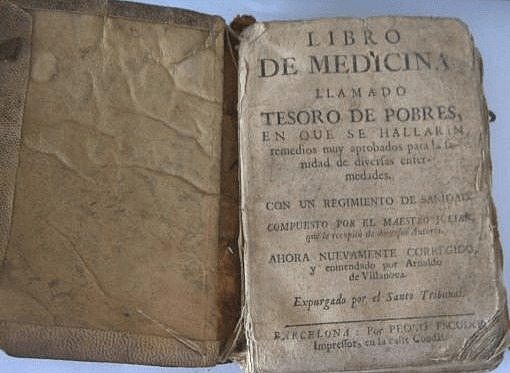 LIBRO
DE MEDICINA
LLAMADO
TESORO DE POBRES,
EN QUE SE HALLARAN,
remedios muy aprobados para la sa-
nidad de diversas enfer-
medades.
CON UN REGIMIENTO DE SANIDAD.
COMPUESTO POR EL MAESTRO JULIAN,
que le recopilò de diversos Autores.
AHORA NUEVAMENTE CORREGIDO,
y enmendado por Arnaldo
de Villanova.
Expurgado por el Santo Tribunal.
BARCELONA: Por PEDRO ESCUDER
Impressor, en la calle Condal.